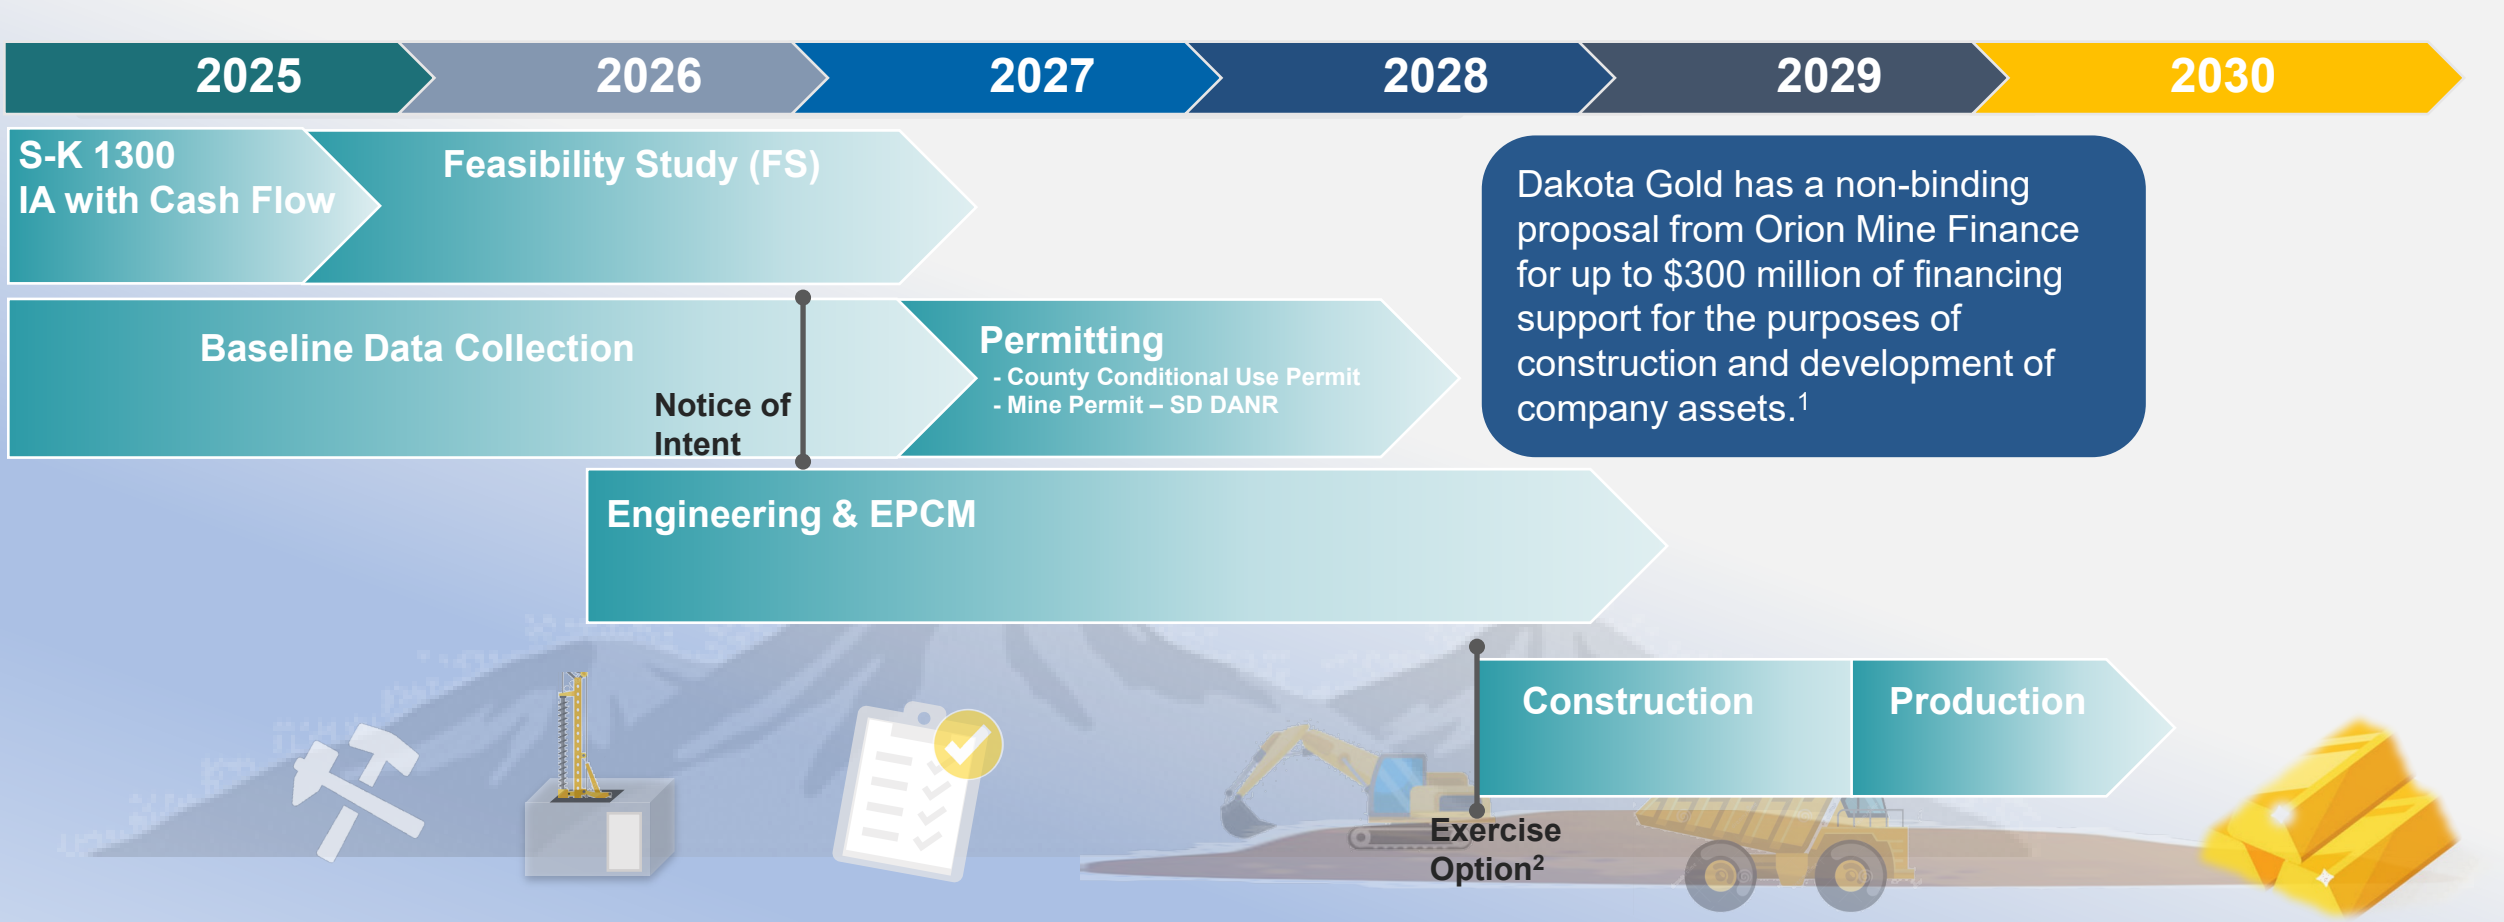 2025 2026 2027 2028 2029 2030
S-K 1300
IA with Cash Flow
Feasibility Study (FS)
Dakota Gold has a non-binding
proposal from Orion Mine Finance
for up to $300 million of financing
support for the purposes of
construction and development of
company assets.¹
Baseline Data Collection
Notice of
Intent
Permitting
- County Conditional Use Permit
- Mine Permit – SD DANR
Engineering & EPCM
Construction
Production
Exercise
Option²